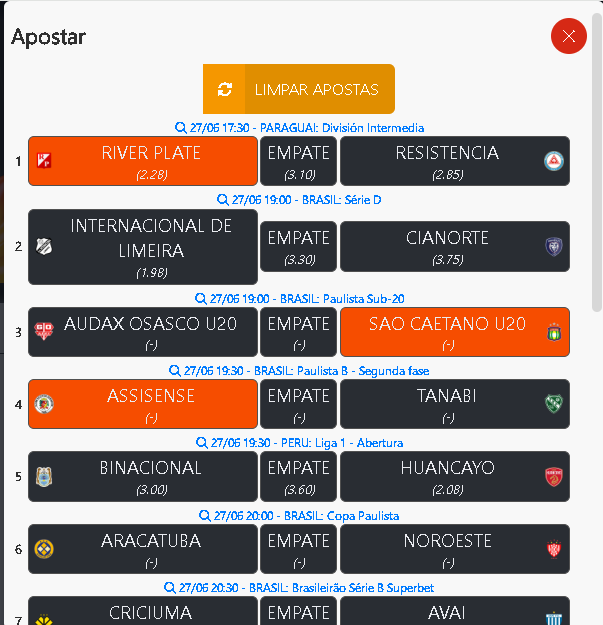 Apostar
LIMPAR APOSTAS
27/06 17:30 - PARAGUAI: División Intermedia
1 RIVER PLATE EMPATE RESISTENCIA
(2.28) (3.10) (2.85)
27/06 19:00 - BRASIL: Série D
2 INTERNACIONAL DE LIMEIRA EMPATE CIANORTE
(1.98) (3.30) (3.75)
27/06 19:00 - BRASIL: Paulista Sub-20
3 AUDAX OSASCO U20 EMPATE SAO CAETANO U20
(-) (-) (-)
27/06 19:30 - BRASIL: Paulista B - Segunda fase
4 ASSISENSE EMPATE TANABI
(-) (-) (-)
27/06 19:30 - PERU: Liga 1 - Abertura
5 BINACIONAL EMPATE HUANCAYO
(3.00) (3.60) (2.08)
27/06 20:00 - BRASIL: Copa Paulista
6 ARACATUBA EMPATE NOROESTE
(-) (-) (-)
27/06 20:30 - BRASIL: Brasileirão Série B Superbet
7 CRICIUMA EMPATE AVAI